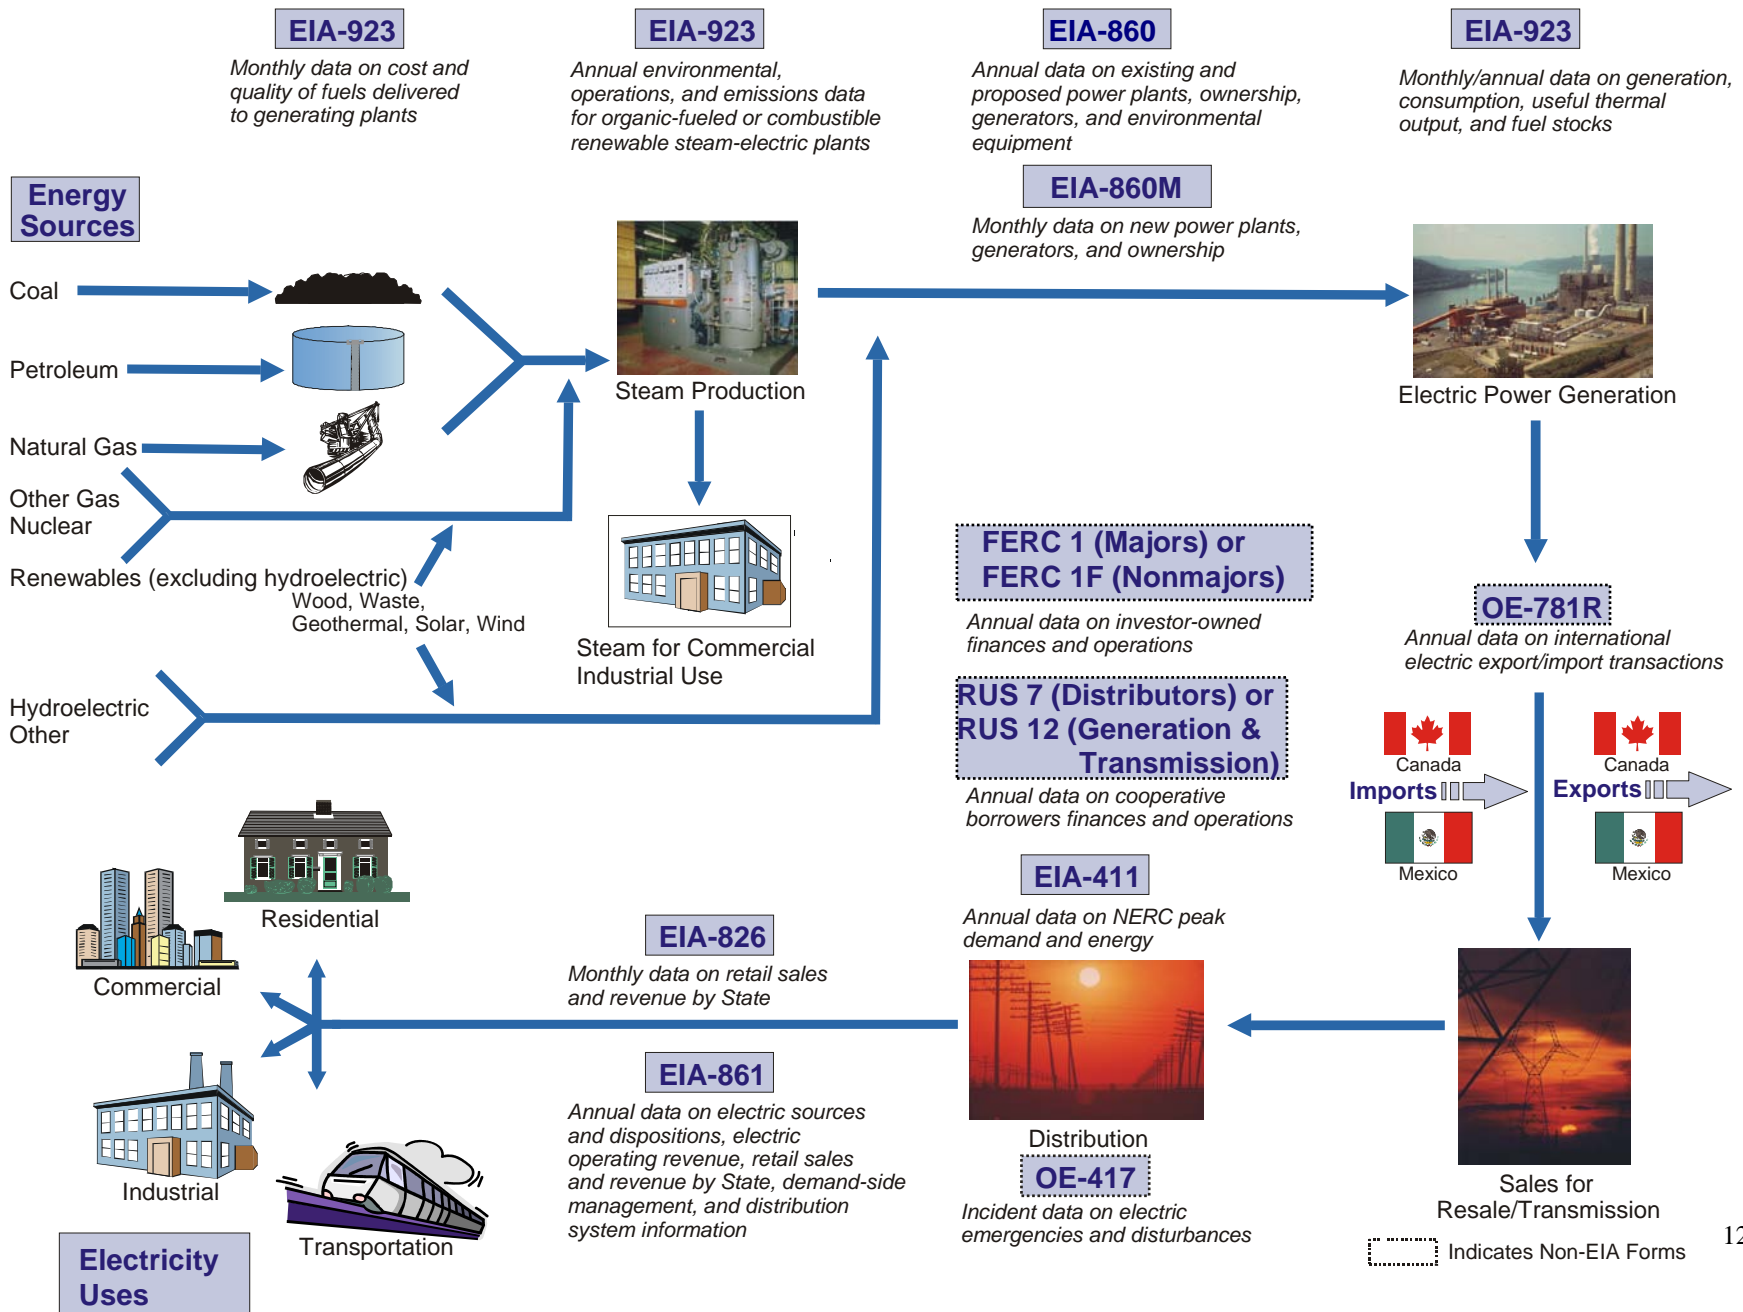 EIA-923
Monthly data on cost and
quality of fuels delivered
to generating plants
EIA-923
Annual environmental,
operations, and emissions data
for organic-fueled or combustible
renewable steam-electric plants
EIA-860
Annual data on existing and
proposed power plants, ownership,
generators, and environmental
equipment
EIA-860M
Monthly data on new power plants,
generators, and ownership
EIA-923
Monthly/annual data on generation,
consumption, useful thermal
output, and fuel stocks
Energy
Sources
Coal
Petroleum
Natural Gas
Other Gas
Nuclear
Renewables (excluding hydroelectric)
Wood, Waste,
Geothermal, Solar, Wind
Hydroelectric
Other
Steam Production
Steam for Commercial
Industrial Use
Electric Power Generation
FERC 1 (Majors) or
FERC 1F (Nonmajors)
Annual data on investor-owned
finances and operations
RUS 7 (Distributors) or
RUS 12 (Generation &
Transmission)
Annual data on cooperative
borrowers finances and operations
OE-781R
Annual data on international
electric export/import transactions
Canada
Imports
Mexico
Canada
Exports
Mexico
EIA-411
Annual data on NERC peak
demand and energy
Distribution
OE-417
Incident data on electric
emergencies and disturbances
Sales for
Resale/Transmission
Indicates Non-EIA Forms
12
EIA-826
Monthly data on retail sales
and revenue by State
EIA-861
Annual data on electric sources
and dispositions, electric
operating revenue, retail sales
and revenue by State, demand-side
management, and distribution
system information
Residential
Commercial
Industrial
Transportation
Electricity
Uses